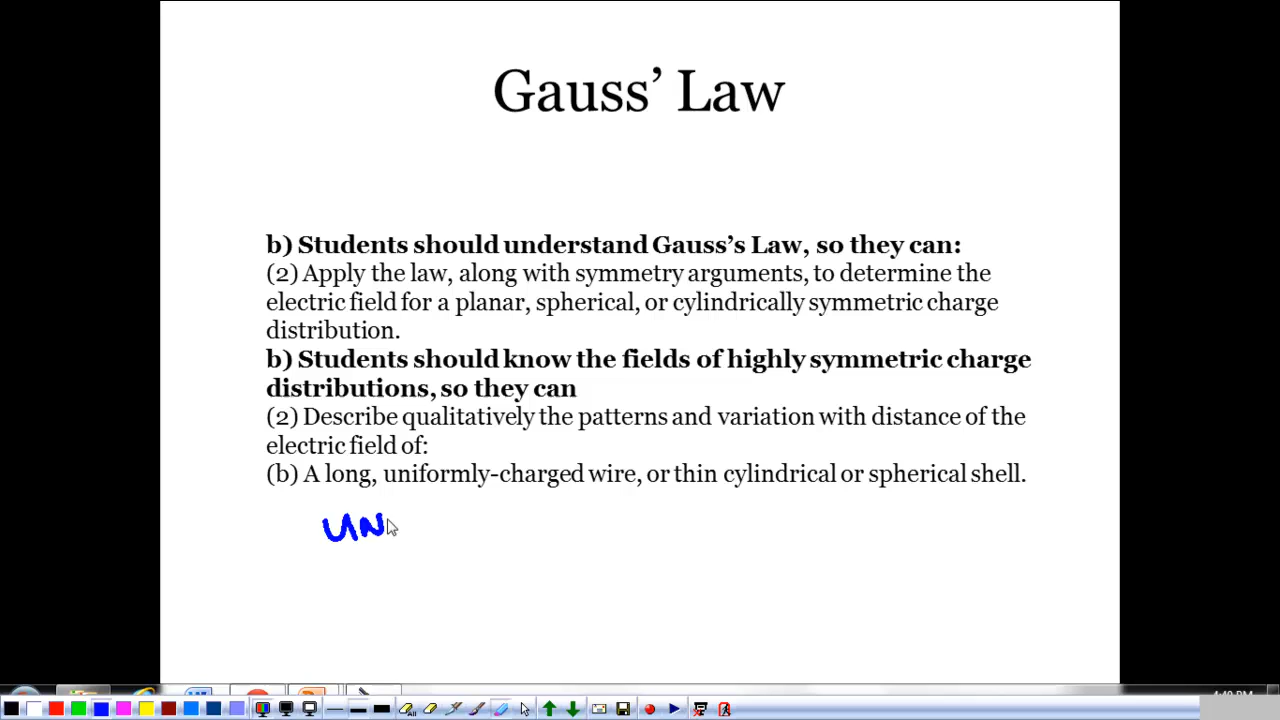 Gauss’ Law
b) Students should understand Gauss’s Law, so they can:
(2) Apply the law, along with symmetry arguments, to determine the
electric field for a planar, spherical, or cylindrically symmetric charge
distribution.
b) Students should know the fields of highly symmetric charge
distributions, so they can
(2) Describe qualitatively the patterns and variation with distance of the
electric field of:
(b) A long, uniformly-charged wire, or thin cylindrical or spherical shell.
UN